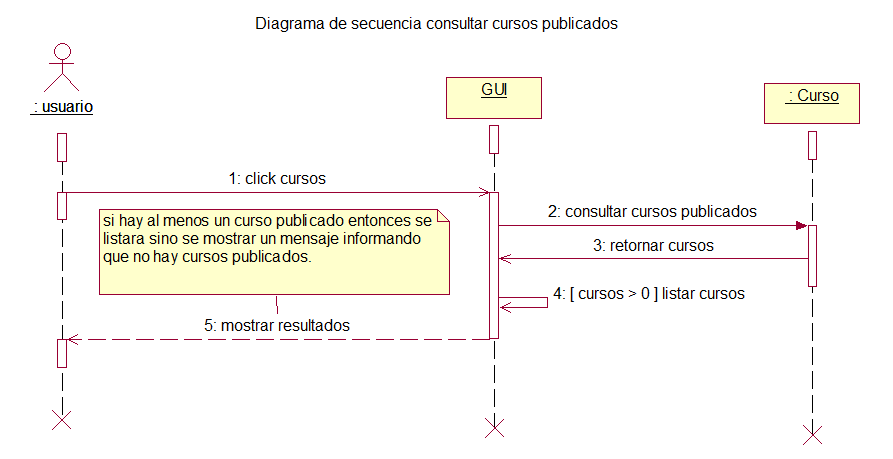 Diagrama de secuencia consultar cursos publicados
: usuario
GUI
: Curso
1: click cursos
2: consultar cursos publicados
si hay al menos un curso publicado entonces se
listara sino se mostrar un mensaje informando
que no hay cursos publicados.
3: retornar cursos
4: [ cursos > 0 ] listar cursos
5: mostrar resultados